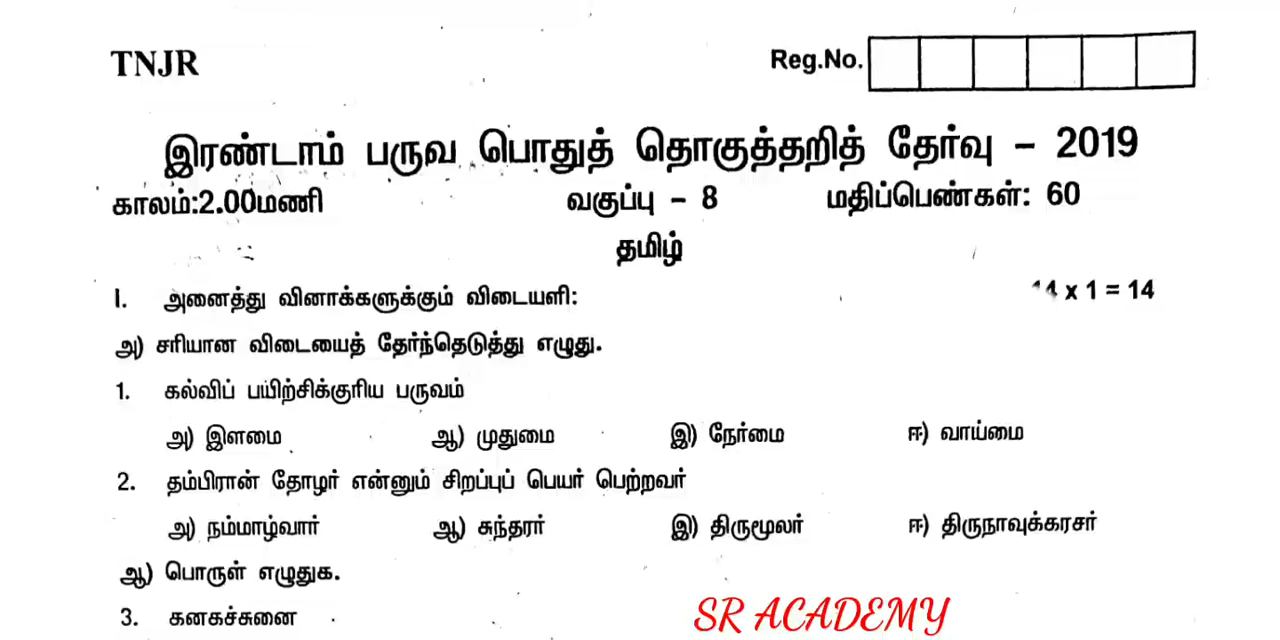 TNJR Reg.No.
இரண்டாம் பருவ பொதுத் தொகுத்தறித் தேர்வு – 2019
காலம்:2.00மணி வகுப்பு – 8 மதிப்பெண்கள்: 60
தமிழ்
I. அனைத்து வினாக்களுக்கும் விடையளி: 14 x 1 = 14
அ) சரியான விடையைத் தேர்ந்தெடுத்து எழுது.
1. கல்விப் பயிற்சிக்குரிய பருவம்
அ) இளமை ஆ) முதுமை இ) நேர்மை ஈ) வாய்மை
2. தம்பிரான் தோழர் என்னும் சிறப்புப் பெயர் பெற்றவர்
அ) நம்மாழ்வார் ஆ) சுந்தரர் இ) திருமூலர் ஈ) திருநாவுக்கரசர்
ஆ) பொருள் எழுதுக.
3. கனகச்சுனை
SR ACADEMY